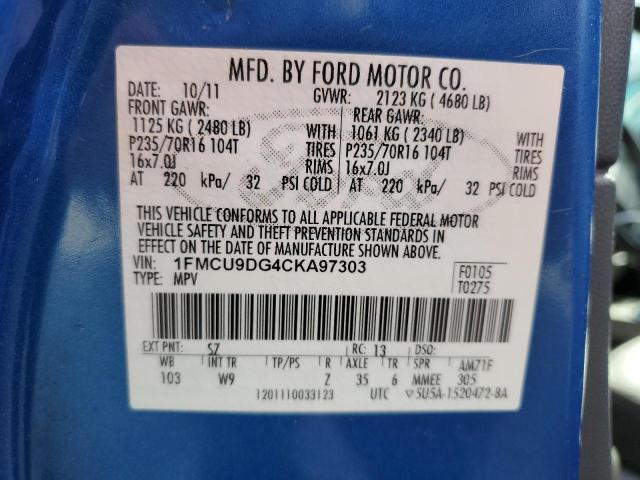 MFD. BY FORD MOTOR CO.
DATE: 10/11 GVWR: 2123 KG ( 4680 LB)
FRONT GAWR: REAR GAWR:
1125 KG ( 2480 LB) WITH 1061 KG ( 2340 LB) WITH
P235/70R16 104T TIRES P235/70R16 104T TIRES
16x7.0J RIMS 16x7.0J RIMS
AT 220 kPa/ 32 PSI COLD AT 220 kPa/ 32 PSI COLD
THIS VEHICLE CONFORMS TO ALL APPLICABLE FEDERAL MOTOR
VEHICLE SAFETY AND THEFT PREVENTION STANDARDS IN
EFFECT ON THE DATE OF MANUFACTURE SHOWN ABOVE.
VIN: 1FMCU9DG4CKA97303 F0105
TYPE: MPV T0275
EXT PNT: SZ RC: 13 DSO:
WB INT TR TP/PS R AXLE TR SPR AM71F
103 W9 Z 35 6 MMEE 305
1201110033123 UTC 5U5A-1520472-BA